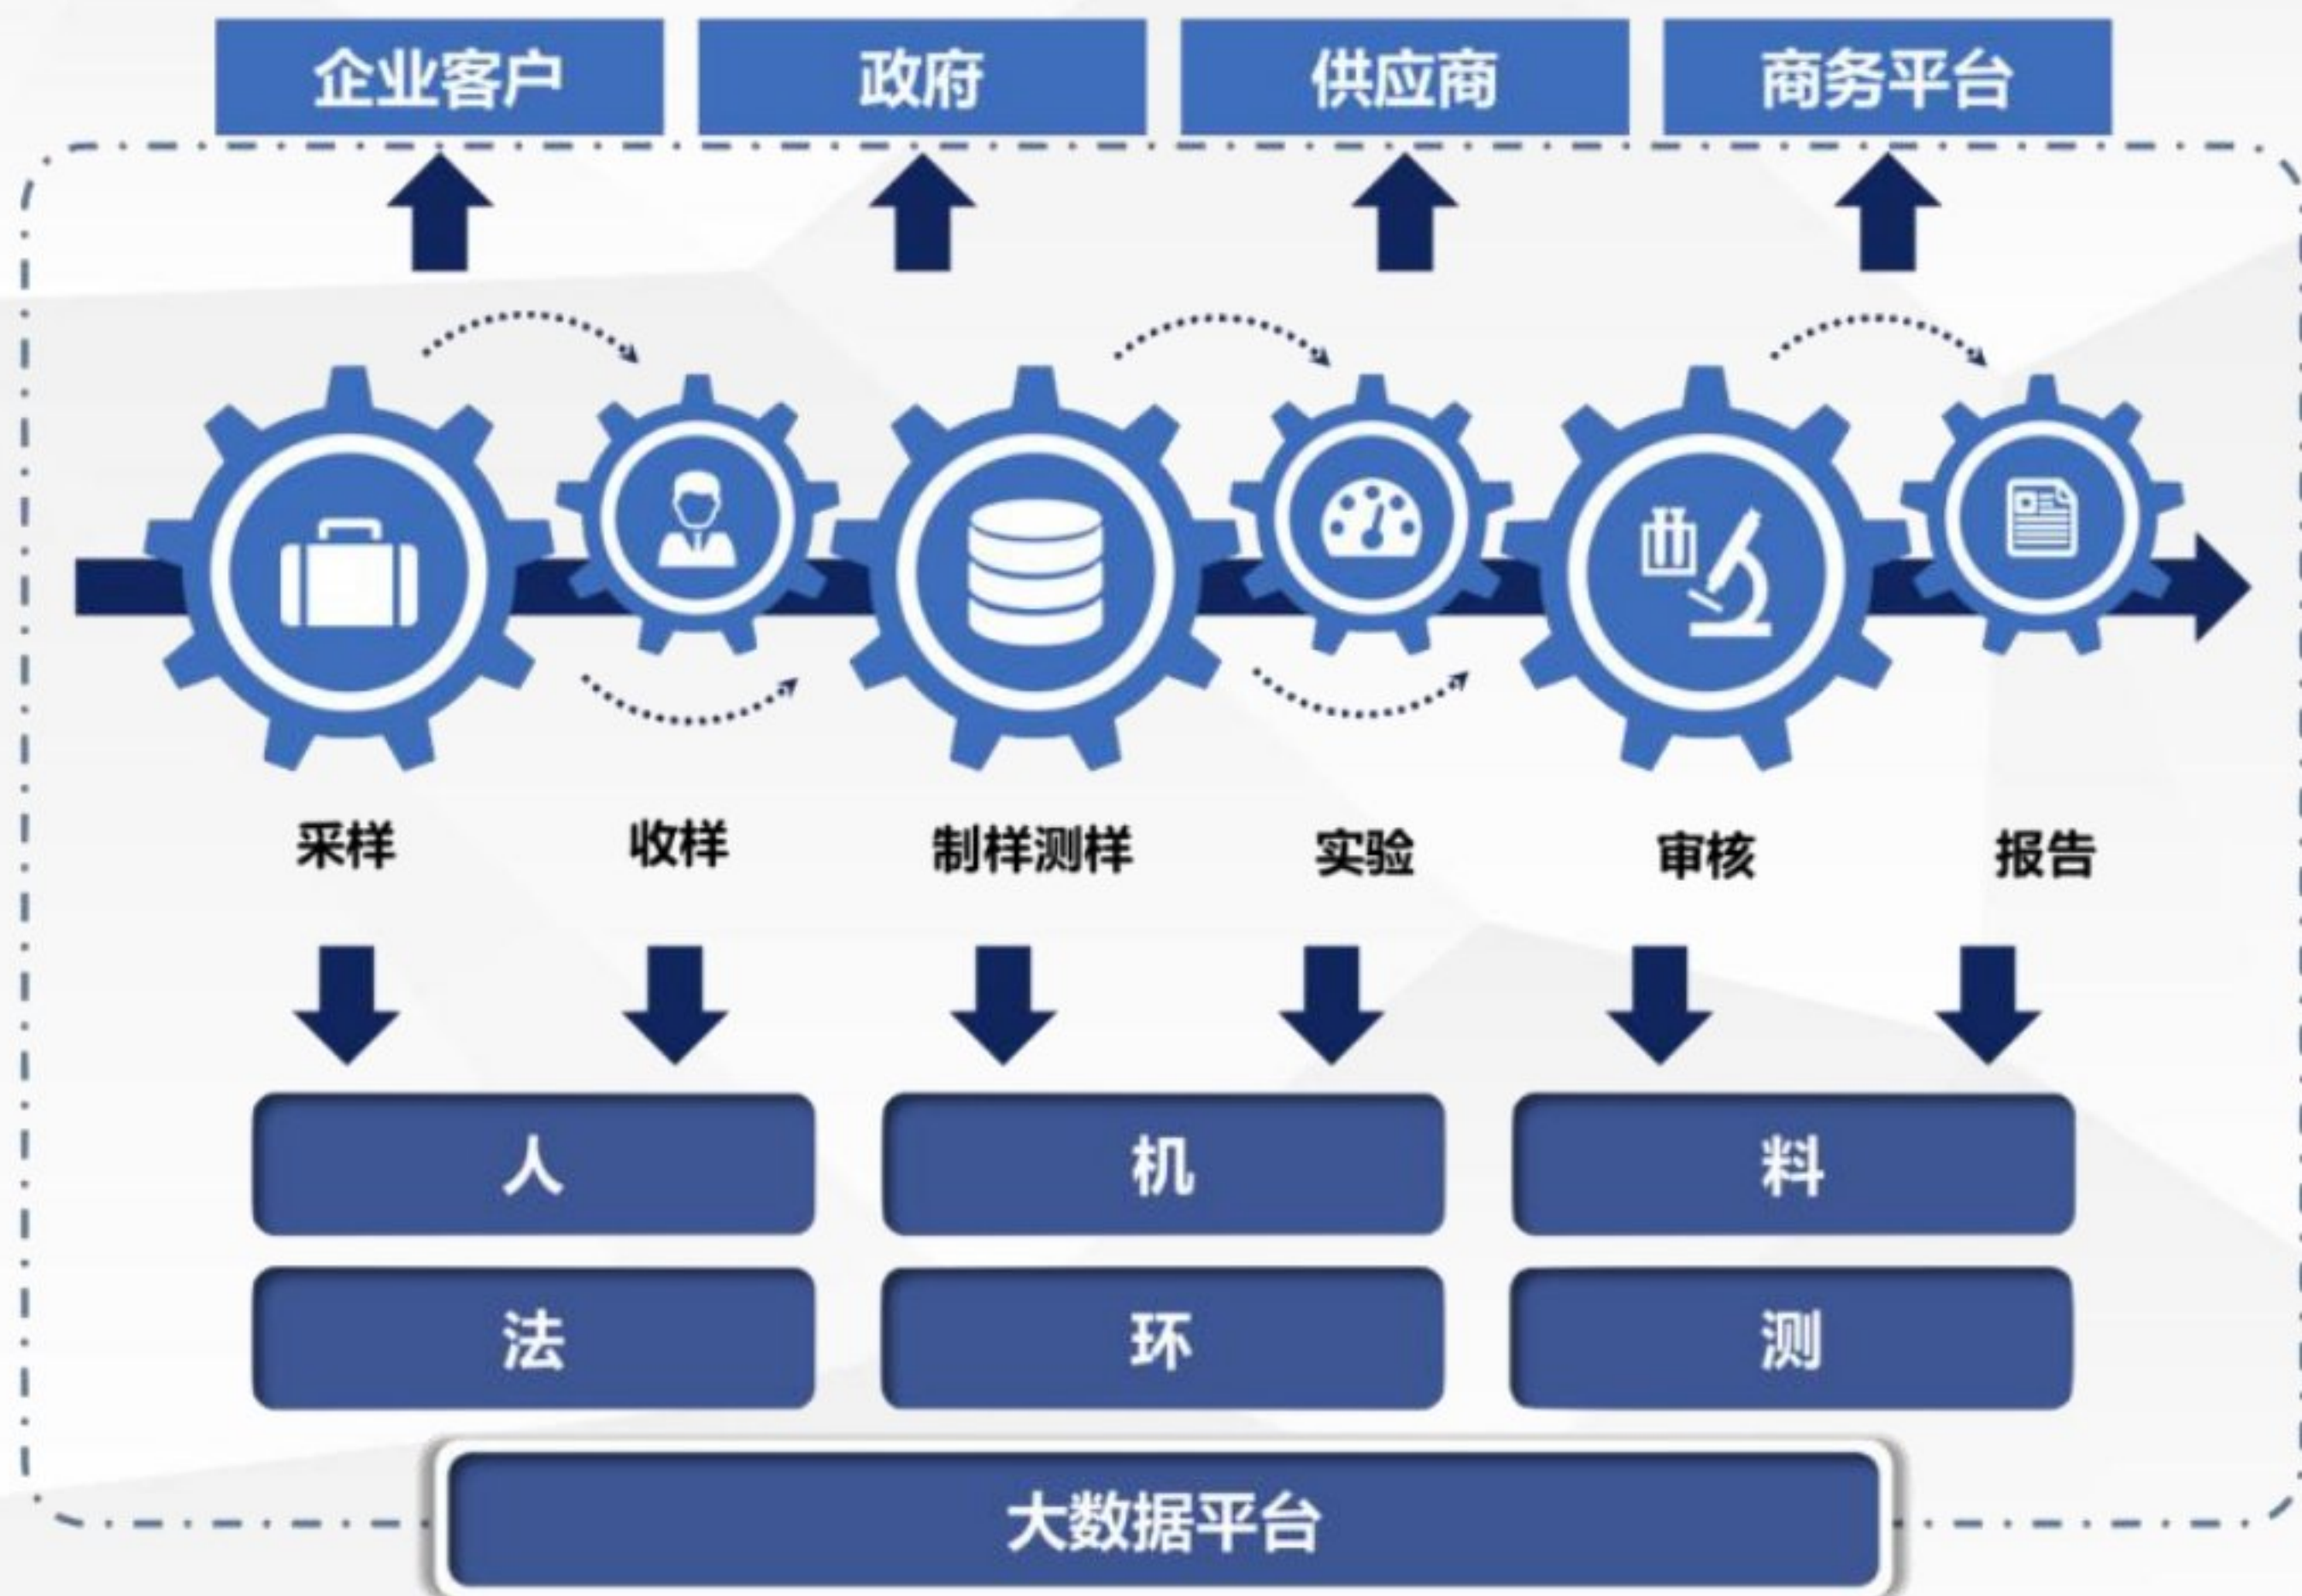 企业客户 政府 供应商 商务平台
采样 收样 制样测样 实验 审核 报告
人 机 料
法 环 测
大数据平台